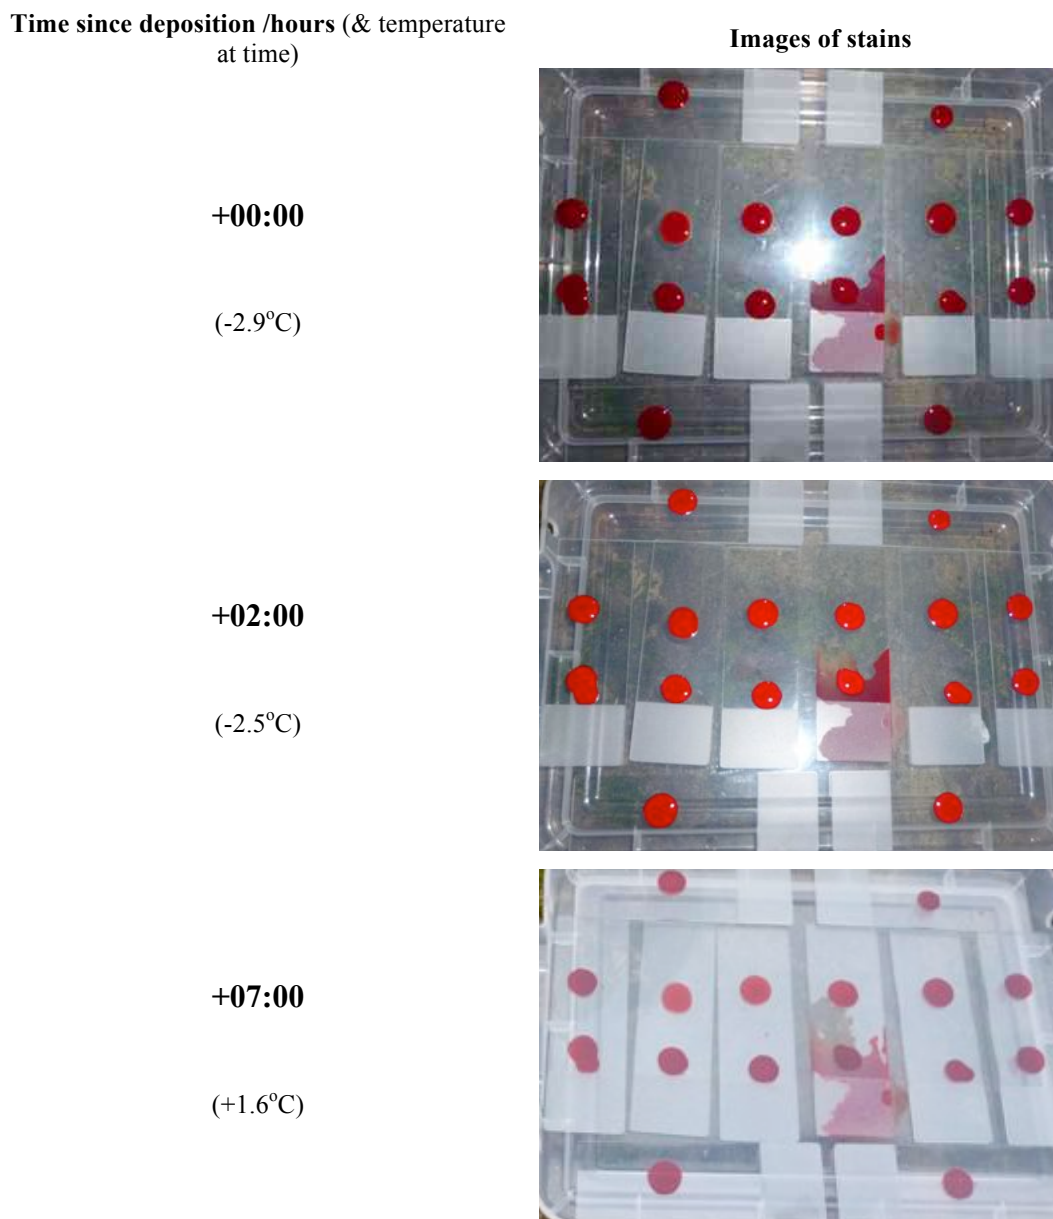 Time since deposition /hours (& temperature
at time)
Images of stains
+00:00
(-2.9°C)
+02:00
(-2.5°C)
+07:00
(+1.6°C)